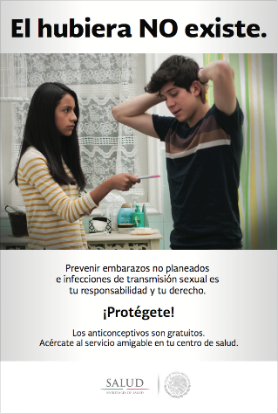 El hubiera NO existe.
Prevenir embarazos no planeados
e infecciones de transmisión sexual es
tu responsabilidad y tu derecho.
¡Protégete!
Los anticonceptivos son gratuitos.
Acércate al servicio amigable en tu centro de salud.
SALUD
SECRETARÍA DE SALUD